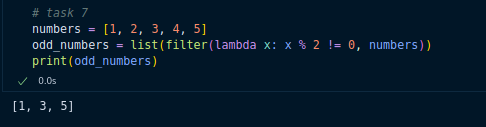 # task 7
numbers = [1, 2, 3, 4, 5]
odd_numbers = list(filter(lambda x: x % 2 != 0, numbers))
print(odd_numbers)
✓ 0.0s
[1, 3, 5]